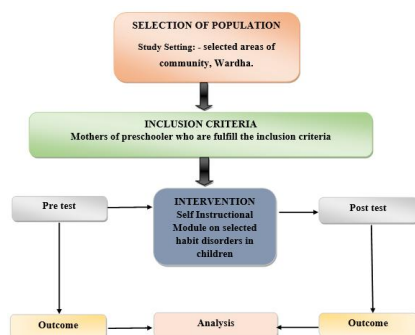 SELECTION OF POPULATION
Study Setting: - selected areas of
community, Wardha.
INCLUSION CRITERIA
Mothers of preschooler who are fulfill the inclusion criteria
Pre test
INTERVENTION
Self Instructional
Module on selected
habit disorders in
children
Post test
Outcome
Analysis
Outcome